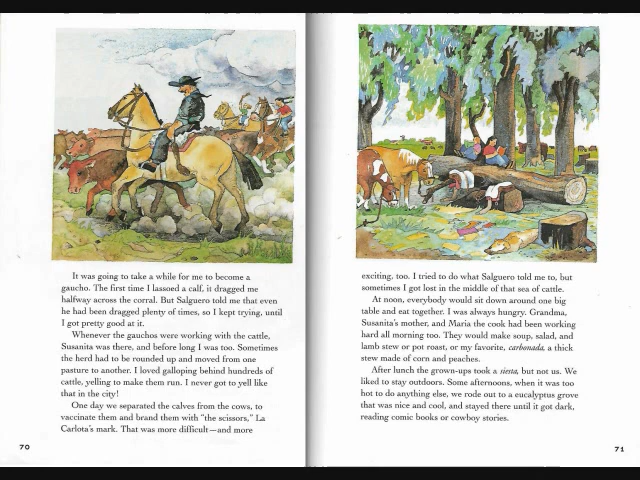 It was going to take a while for me to become a
gaucho. The first time I lassoed a calf, it dragged me
halfway across the corral. But Salguero told me that even
he had been dragged plenty of times, so I kept trying, until
I got pretty good at it.
Whenever the gauchos were working with the cattle,
Susanita was there, and before long I was too. Sometimes
the herd had to be rounded up and moved from one
pasture to another. I loved galloping behind hundreds of
cattle, yelling to make them run. I never got to yell like
that in the city!
One day we separated the calves from the cows, to
vaccinate them and brand them with “the scissors,” La
Carlota's mark. That was more difficult—and more
70
exciting, too. I tried to do what Salguero told me to, but
sometimes I got lost in the middle of that sea of cattle.
At noon, everybody would sit down around one big
table and eat together. I was always hungry. Grandma,
Susanita's mother, and Maria the cook had been working
hard all morning too. They would make soup, salad, and
lamb stew or pot roast, or my favorite, carbonada, a thick
stew made of corn and peaches.
After lunch the grown-ups took a siesta, but not us. We
liked to stay outdoors. Some afternoons, when it was too
hot to do anything else, we rode out to a eucalyptus grove
that was nice and cool, and stayed there until it got dark,
reading comic books or cowboy stories.
71